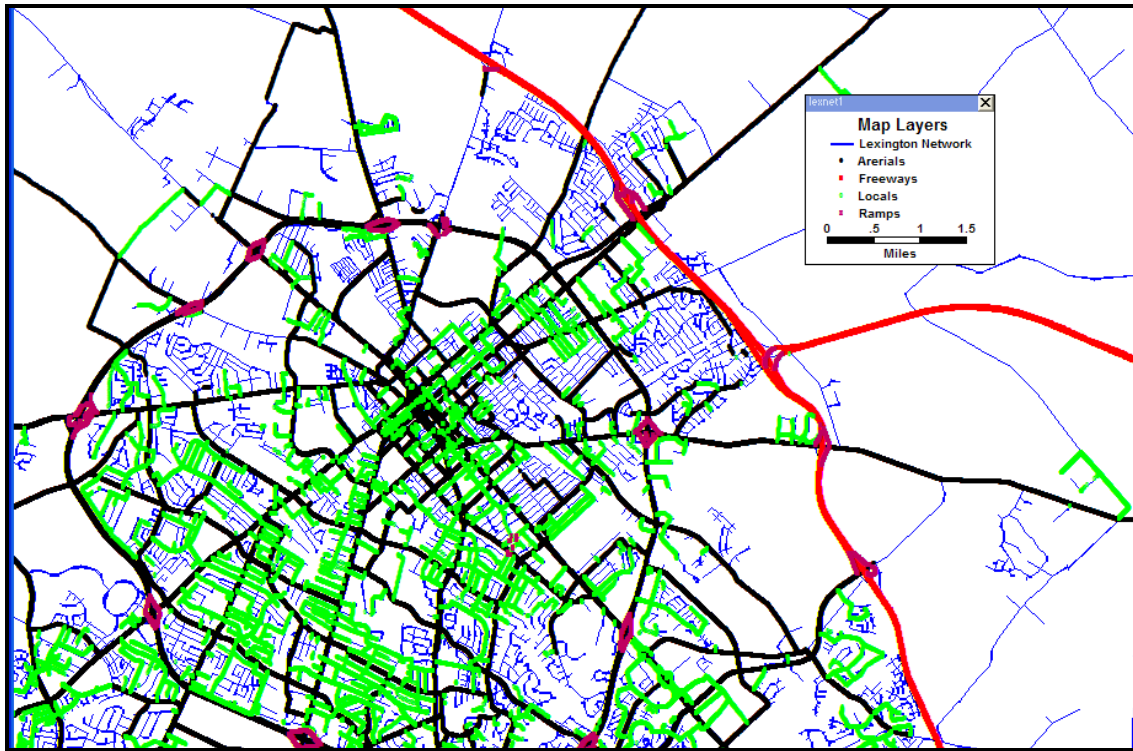 lexnet1
Map Layers
Lexington Network
Arerials
Freeways
Locals
Ramps
0 .5 1 1.5
Miles